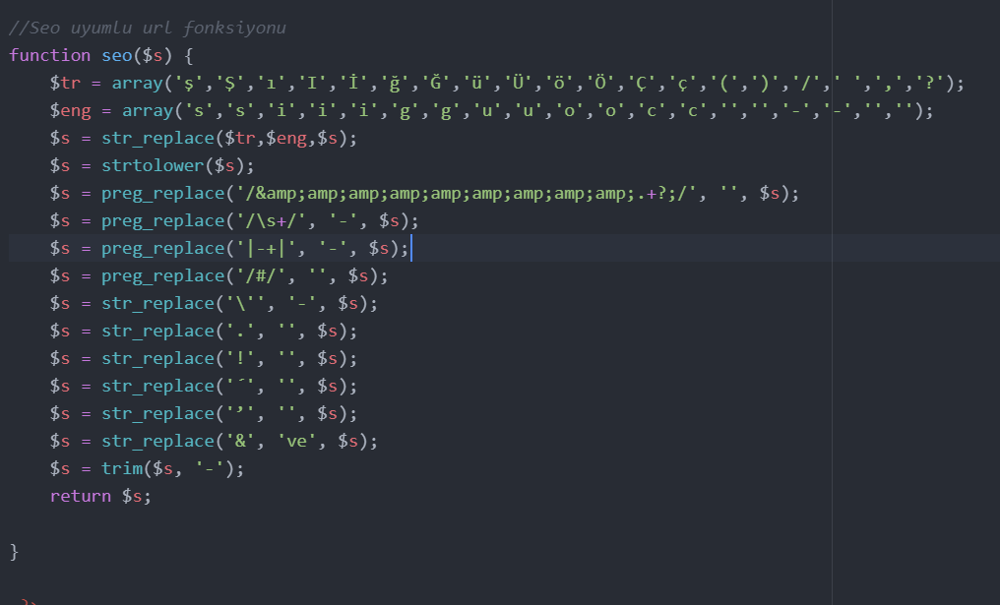 //Seo uyumlu url fonksiyonu
function seo($s) {
    $tr = array('ş','Ş','ı','I','İ','ğ','Ğ','ü','Ü','ö','Ö','Ç','ç','(',')','/',' ',',','?');
    $eng = array('s','s','i','i','i','g','g','u','u','o','o','c','c','','','-','-','','');
    $s = str_replace($tr,$eng,$s);
    $s = strtolower($s);
    $s = preg_replace('/&amp;amp;amp;amp;amp;amp;amp;amp;amp;.+?;/', '', $s);
    $s = preg_replace('/\s+/', '-', $s);
    $s = preg_replace('|-+|', '-', $s);
    $s = preg_replace('/#/', '', $s);
    $s = str_replace('\'', '-', $s);
    $s = str_replace('.', '', $s);
    $s = str_replace('!', '', $s);
    $s = str_replace('´', '', $s);
    $s = str_replace('’', '', $s);
    $s = str_replace('&', 've', $s);
    $s = trim($s, '-');
    return $s;
}